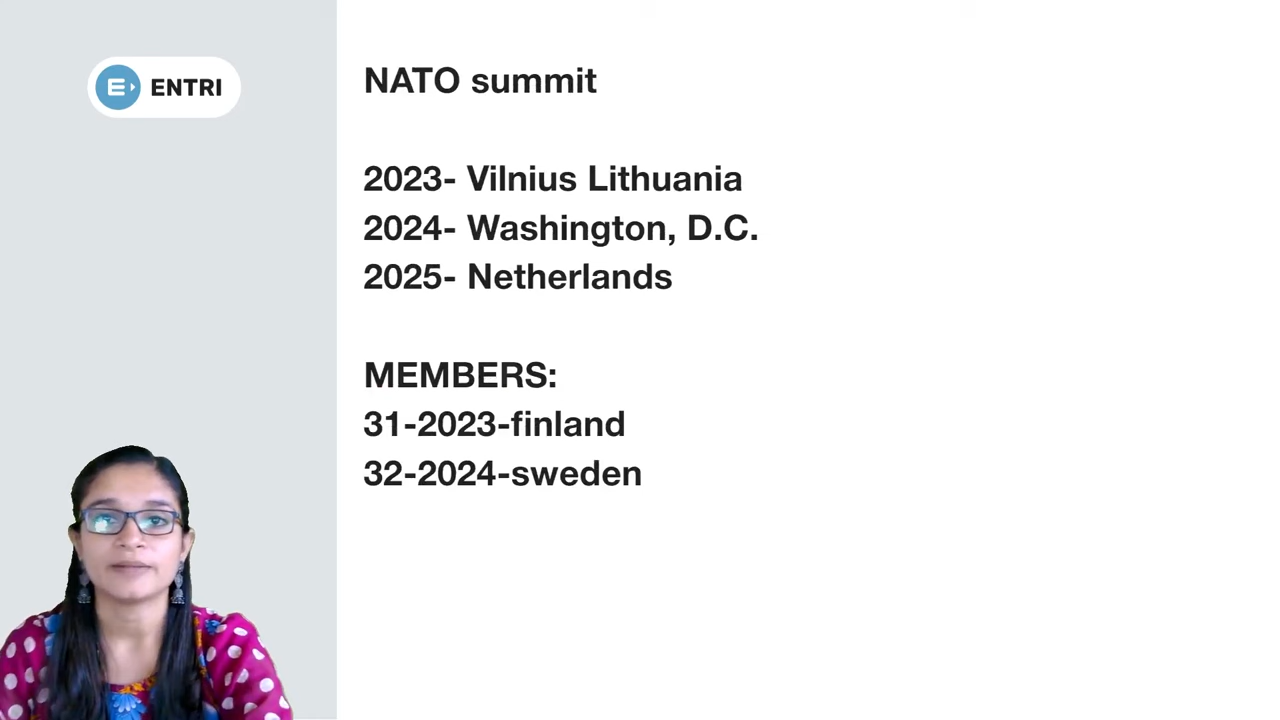 ENTRI
NATO summit
2023- Vilnius Lithuania
2024- Washington, D.C.
2025- Netherlands
MEMBERS:
31-2023-finland
32-2024-sweden